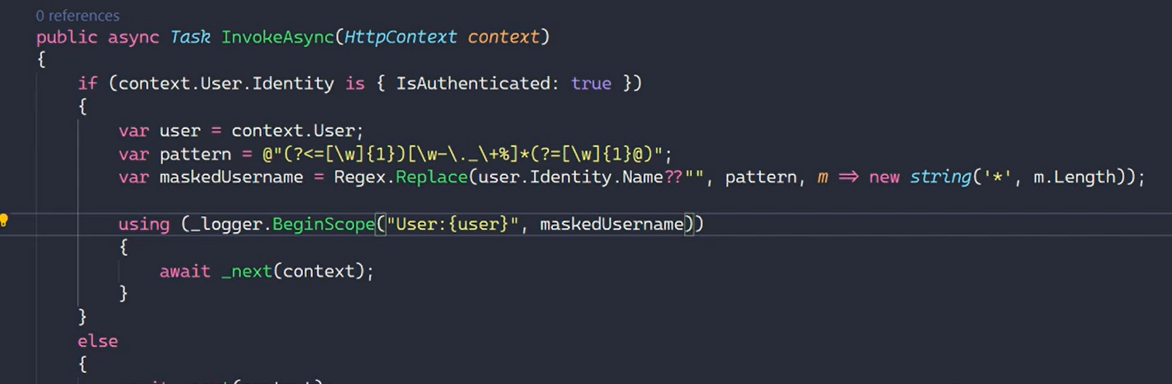 0 references
public async Task InvokeAsync(HttpContext context)
{
if (context.User.Identity is { IsAuthenticated: true })
{
var user = context.User;
var pattern = @"(?<=[\w]{1})[\w-\._\+%]*(?=[\w]{1}@)";
var maskedUsername = Regex.Replace(user.Identity.Name??"", pattern, m => new string('*', m.Length));
using (_logger.BeginScope("User:{user}", maskedUsername))
{
await _next(context);
}
}
else
{